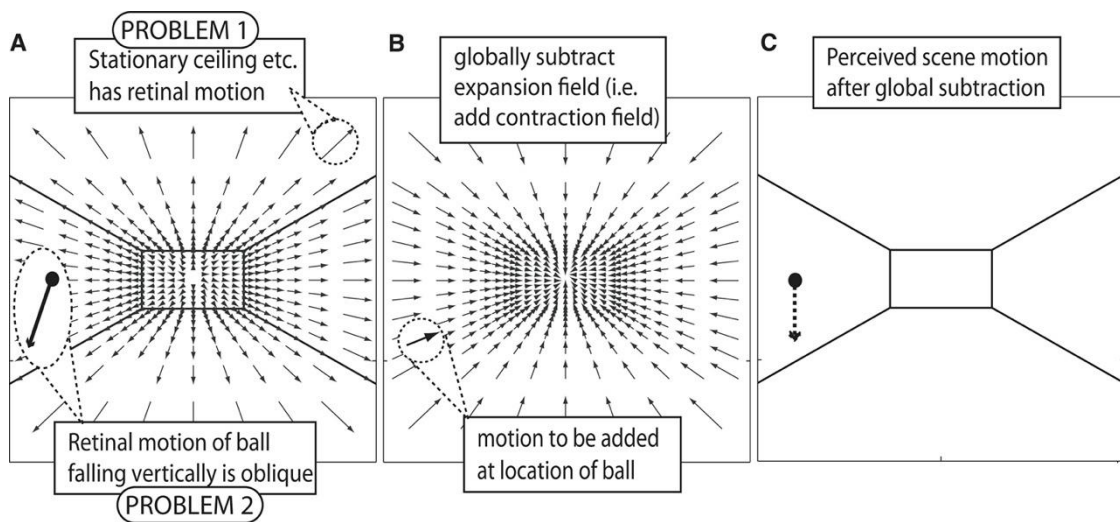 A
PROBLEM 1
Stationary ceiling etc.
has retinal motion
Retinal motion of ball
falling vertically is oblique
PROBLEM 2
B
globally subtract
expansion field (i.e.
add contraction field)
motion to be added
at location of ball
C
Perceived scene motion
after global subtraction